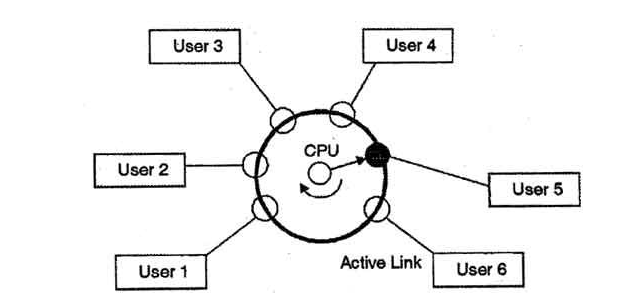 User 3
User 4
CPU
User 2
User 5
User 1
Active Link
User 6